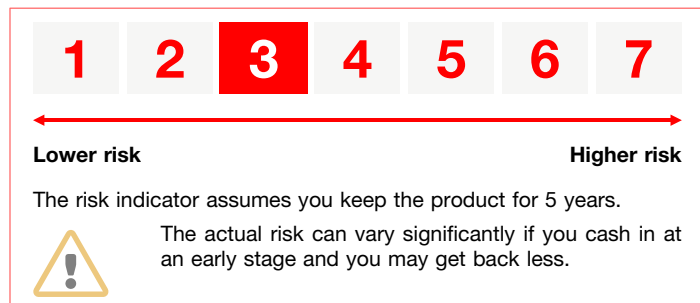 1 2 3 4 5 6 7
Lower risk Higher risk
The risk indicator assumes you keep the product for 5 years.
The actual risk can vary significantly if you cash in at
an early stage and you may get back less.